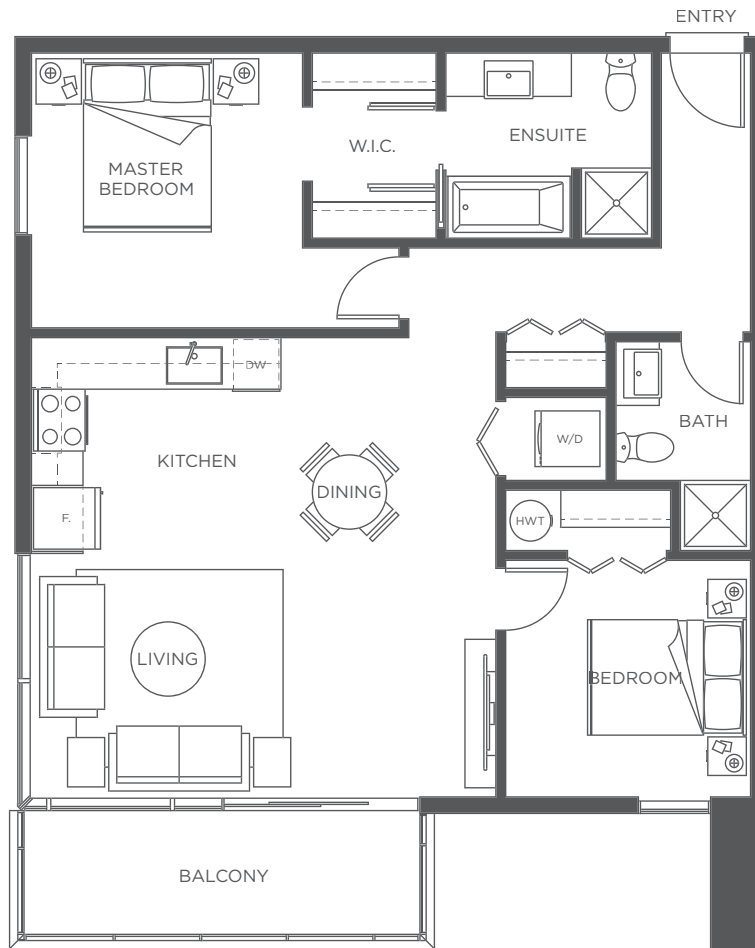 ENTRY
MASTER
BEDROOM
W.I.C.
ENSUITE
DW
KITCHEN
DINING
W/D
BATH
F.
HWT
LIVING
BEDROOM
BALCONY